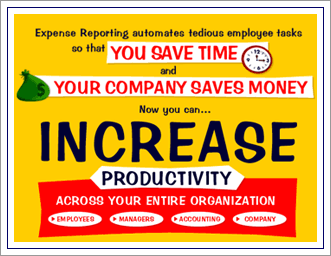 Expense Reporting automates tedious employee tasks
so that YOU SAVE TIME
and
$ YOUR COMPANY SAVES MONEY
Now you can...
INCREASE
PRODUCTIVITY
ACROSS YOUR ENTIRE ORGANIZATION
EMPLOYEES MANAGERS ACCOUNTING COMPANY